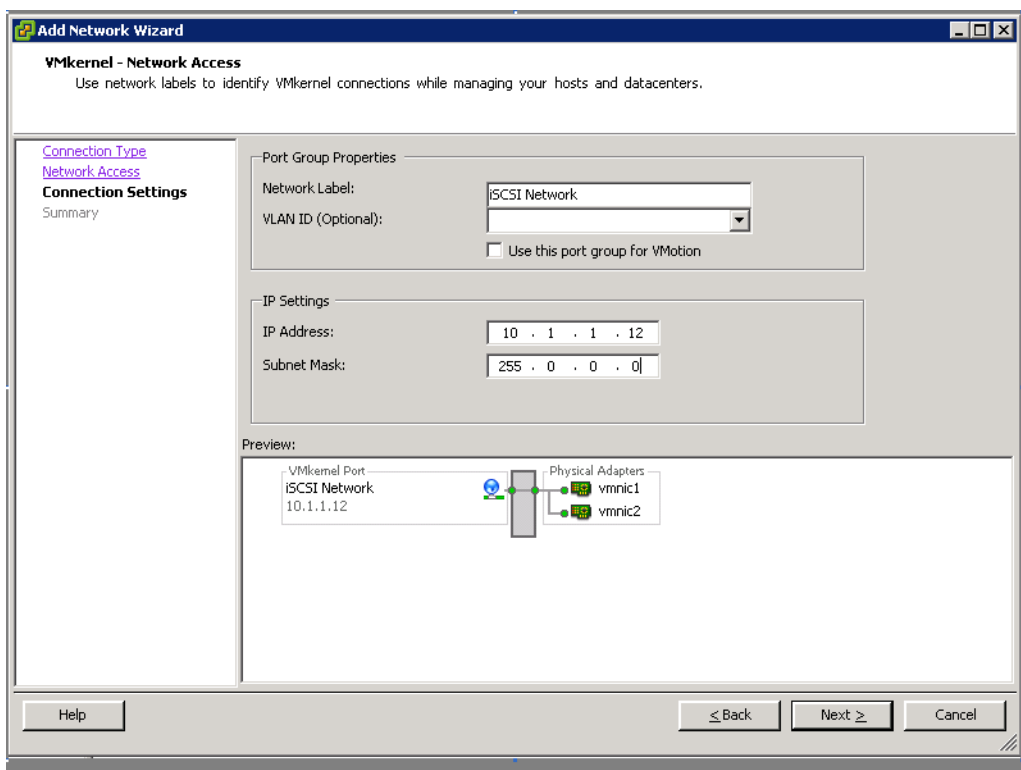 Add Network Wizard
VMkernel - Network Access
Use network labels to identify VMkernel connections while managing your hosts and datacenters.
Connection Type
Network Access
Connection Settings
Summary
Port Group Properties
Network Label:
iSCSI Network
VLAN ID (Optional):
Use this port group for VMotion
IP Settings
IP Address:
10 . 1 . 1 . 12
Subnet Mask:
255 . 0 . 0 . 0
Preview:
VMkernel Port
iSCSI Network
10.1.1.12
Physical Adapters
vmnic1
vmnic2
Help
< Back
Next >
Cancel